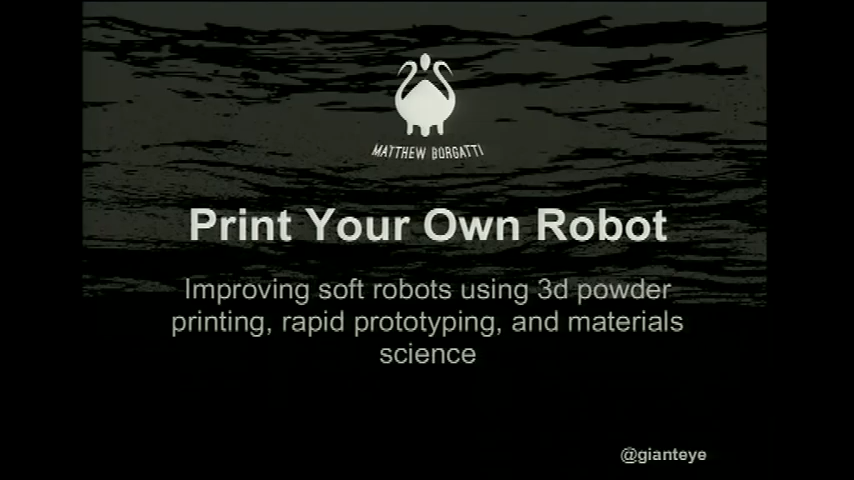 MATTHEW BORGATTI
Print Your Own Robot
Improving soft robots using 3d powder
printing, rapid prototyping, and materials
science
@gianteye